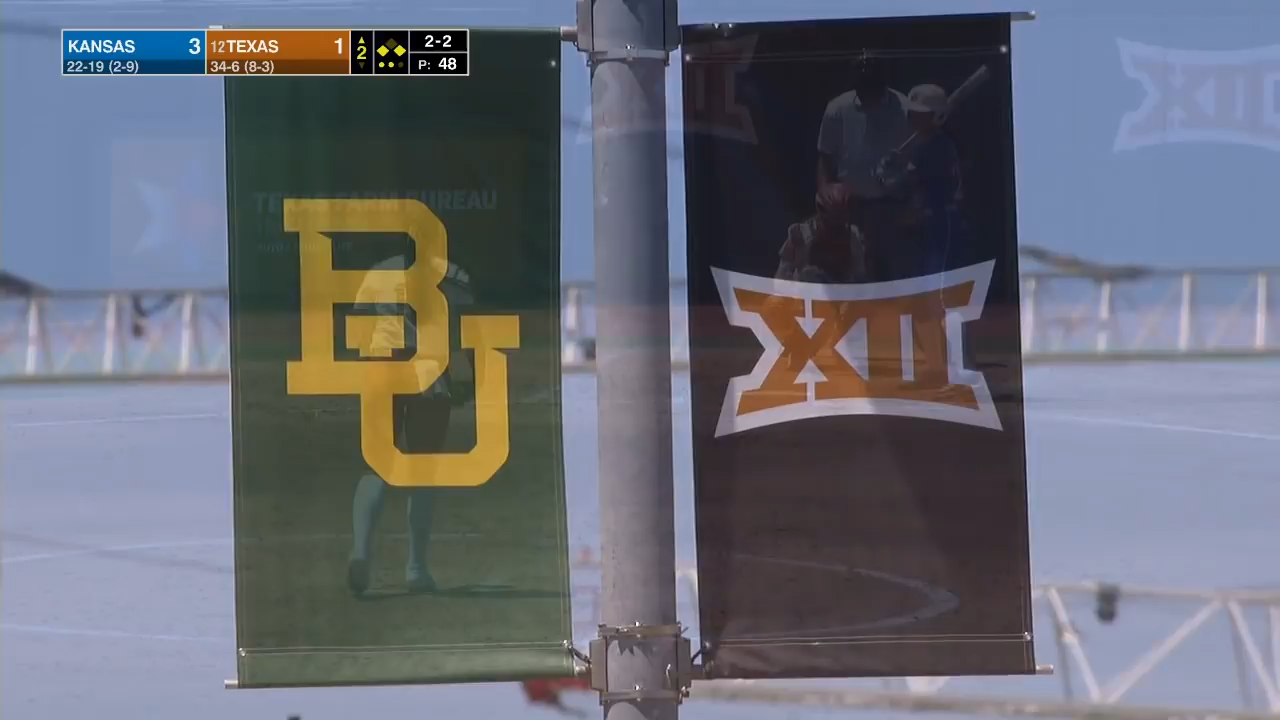 KANSAS 3 12 TEXAS 1 2 2-2
22-19 (2-9) 34-6 (8-3) P: 48
TEXAS FARM BUREAU
BU
XII
XII